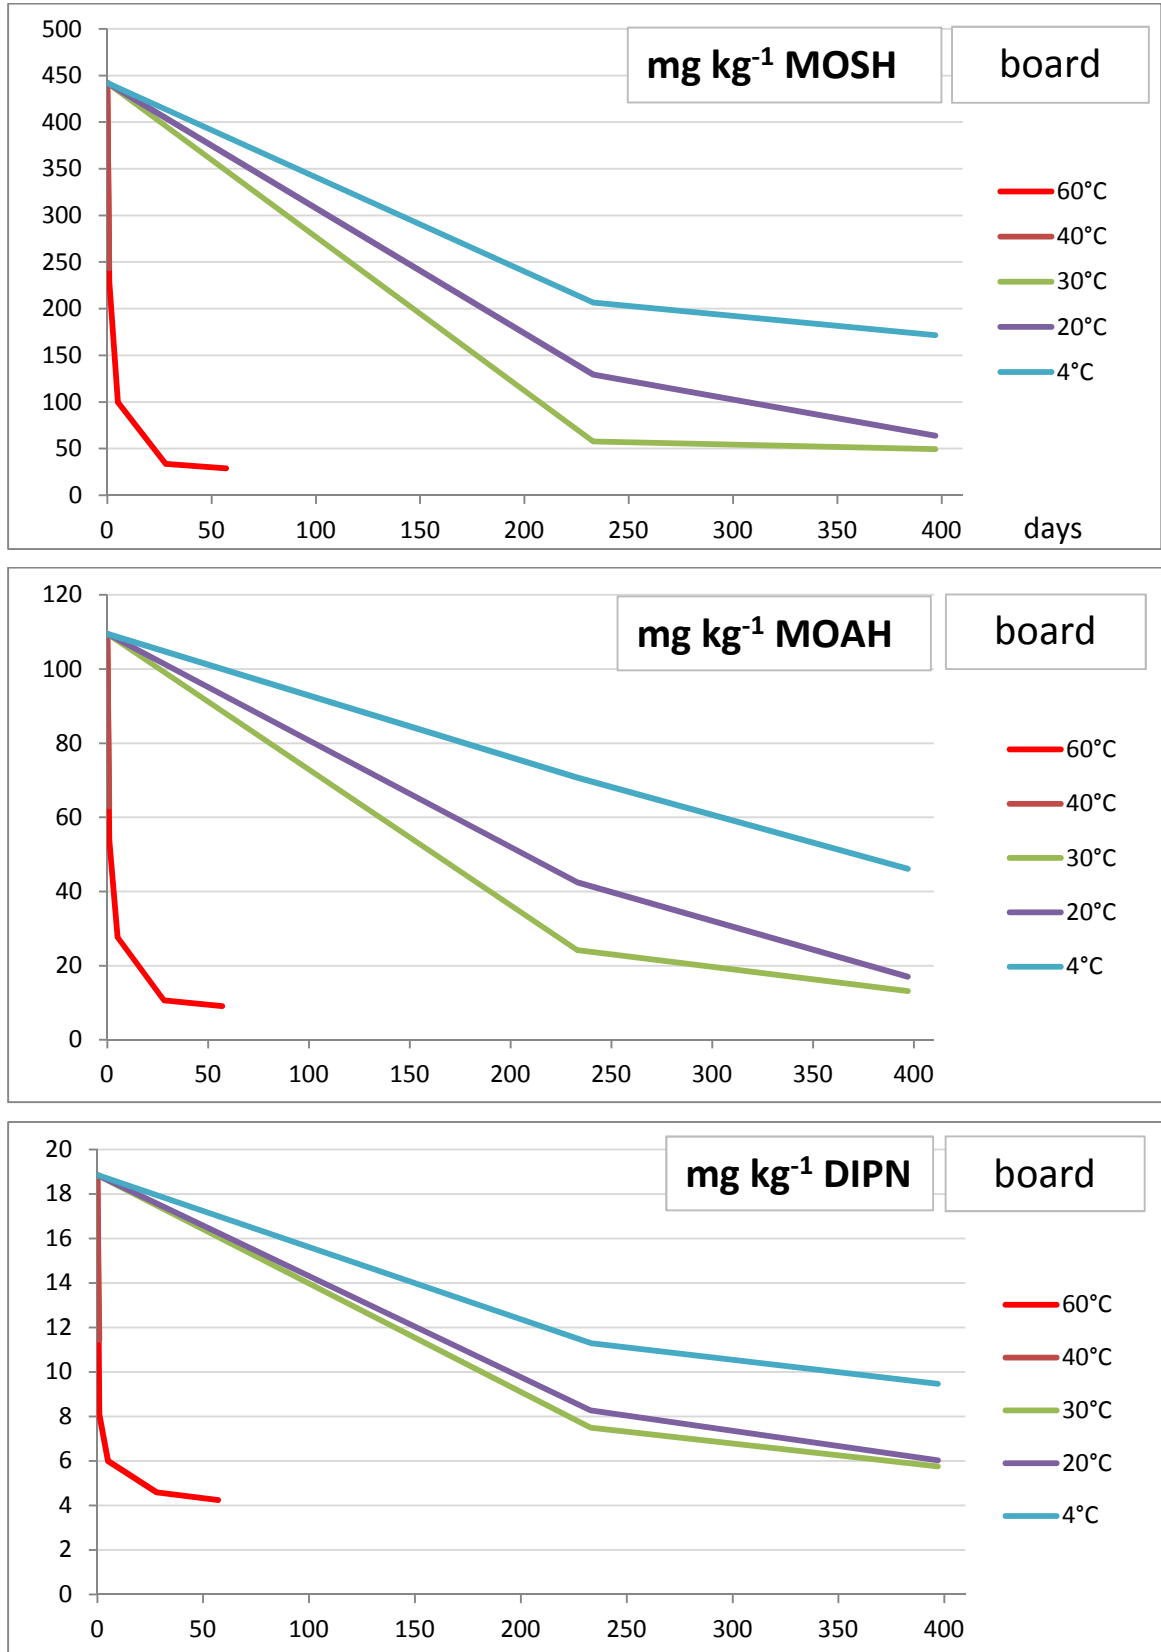 mg kg-1 MOSH
board
500
450
400
350
300
250
200
150
100
50
0
0 50 100 150 200 250 300 350 400 days
60°C
40°C
30°C
20°C
4°C
mg kg-1 MOAH
board
120
100
80
60
40
20
0
0 50 100 150 200 250 300 350 400
60°C
40°C
30°C
20°C
4°C
mg kg-1 DIPN
board
20
18
16
14
12
10
8
6
4
2
0
0 50 100 150 200 250 300 350 400
60°C
40°C
30°C
20°C
4°C